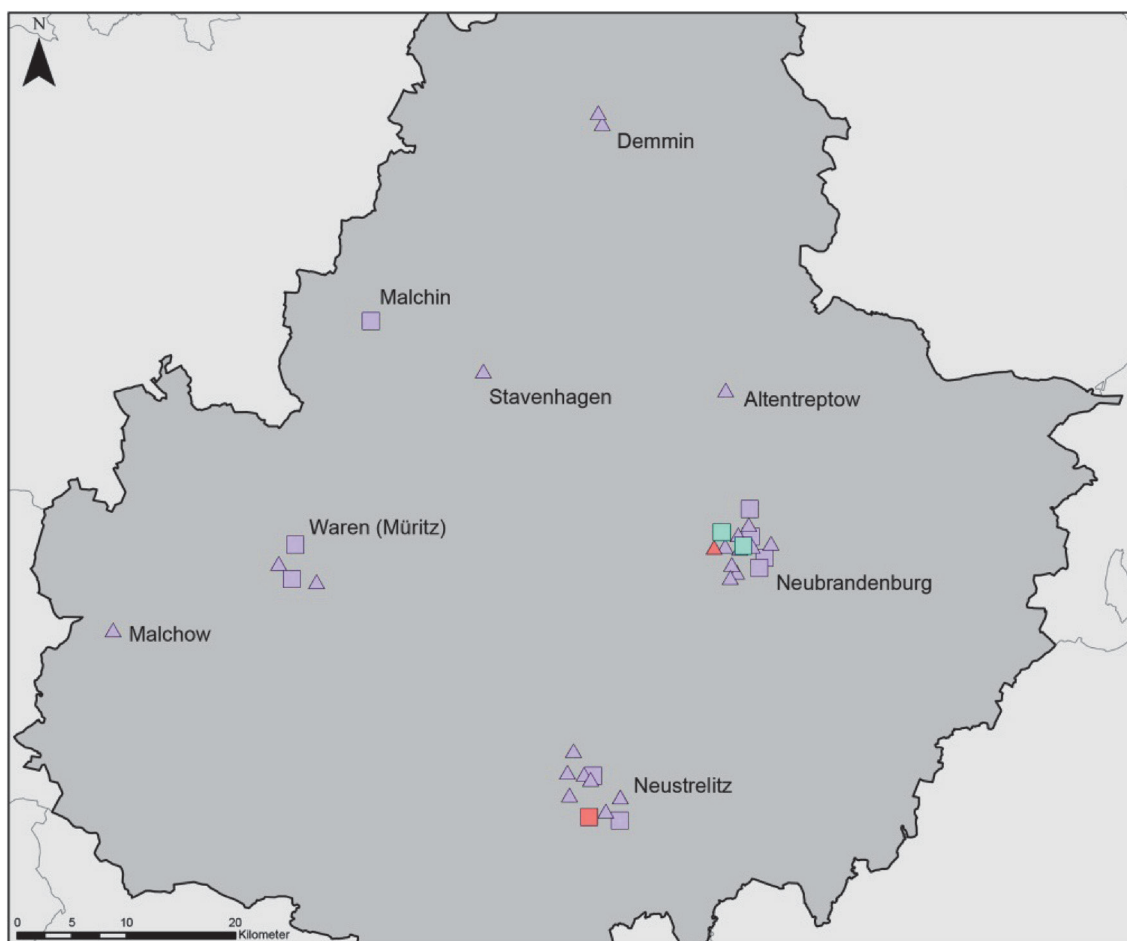 N
Demmin
Malchin
Stavenhagen
Altentreptow
Waren (Müritz)
Neubrandenburg
Malchow
Neustrelitz
0 5 10 20
Kilometer